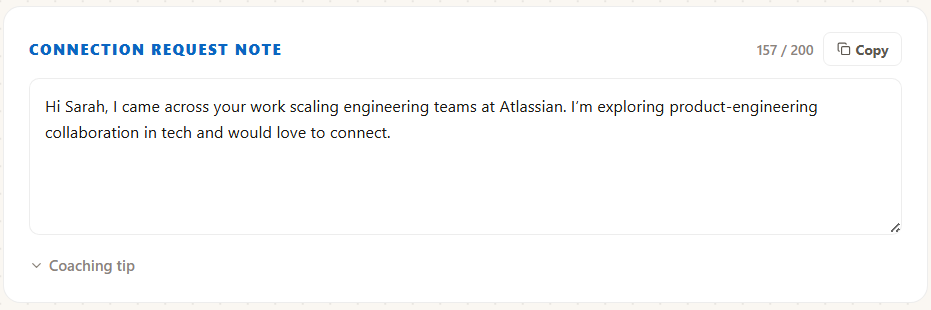 CONNECTION REQUEST NOTE
157 / 200
Copy
Hi Sarah, I came across your work scaling engineering teams at Atlassian. I’m exploring product-engineering
collaboration in tech and would love to connect.
Coaching tip